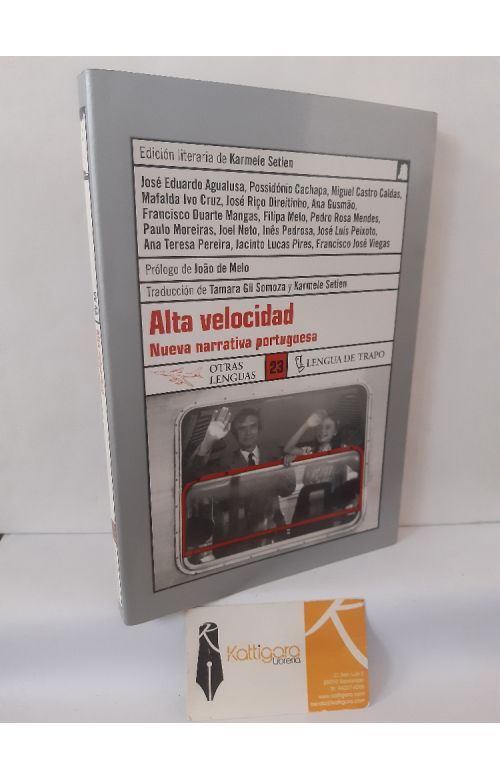 Edición literaria de Karmele Setien
José Eduardo Agualusa, Possidónio Cachapa, Miguel Castro Caldas,
Mafalda Ivo Cruz, José Riço Direitinho, Ana Gusmão,
Francisco Duarte Mangas, Filipa Melo, Pedro Rosa Mendes,
Paulo Moreiras, Joel Neto, Inês Pedrosa, José Luís Peixoto,
Ana Teresa Pereira, Jacinto Lucas Pires, Francisco José Viegas
Prólogo de João de Melo
Traducción de Tamara Gil Somoza y Karmele Setien
Alta velocidad
Nueva narrativa portuguesa
OTRAS
LENGUAS
23
LENGUA DE TRAPO
Kattigara
Librería
www.kattigara.com